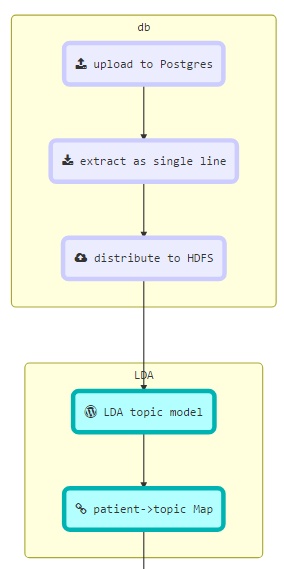 db
upload to Postgres
extract as single line
distribute to HDFS
LDA
LDA topic model
patient->topic Map